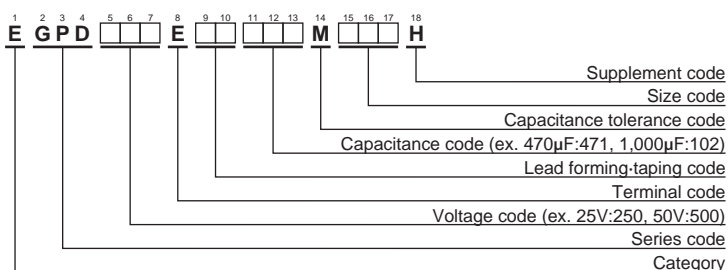 1 2 3 4 5 6 7 8 9 10 11 12 13 14 15 16 17 18
E G P D E M H
Supplement code
Size code
Capacitance tolerance code
Capacitance code (ex. 470μF:471, 1,000μF:102)
Lead forming·taping code
Terminal code
Voltage code (ex. 25V:250, 50V:500)
Series code
Category